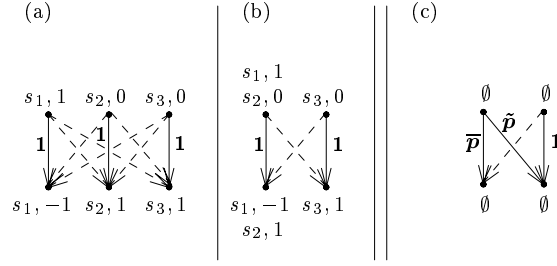 (a) (b) (c)
s₁, 1
s₁, 1 s₂, 0 s₃, 0 s₂, 0 s₃, 0 ∅ ∅
1 1 1 1 1 p̅ p̃ 1
s₁, −1 s₂, 1 s₃, 1 s₁, −1 s₃, 1 ∅ ∅
s₂, 1